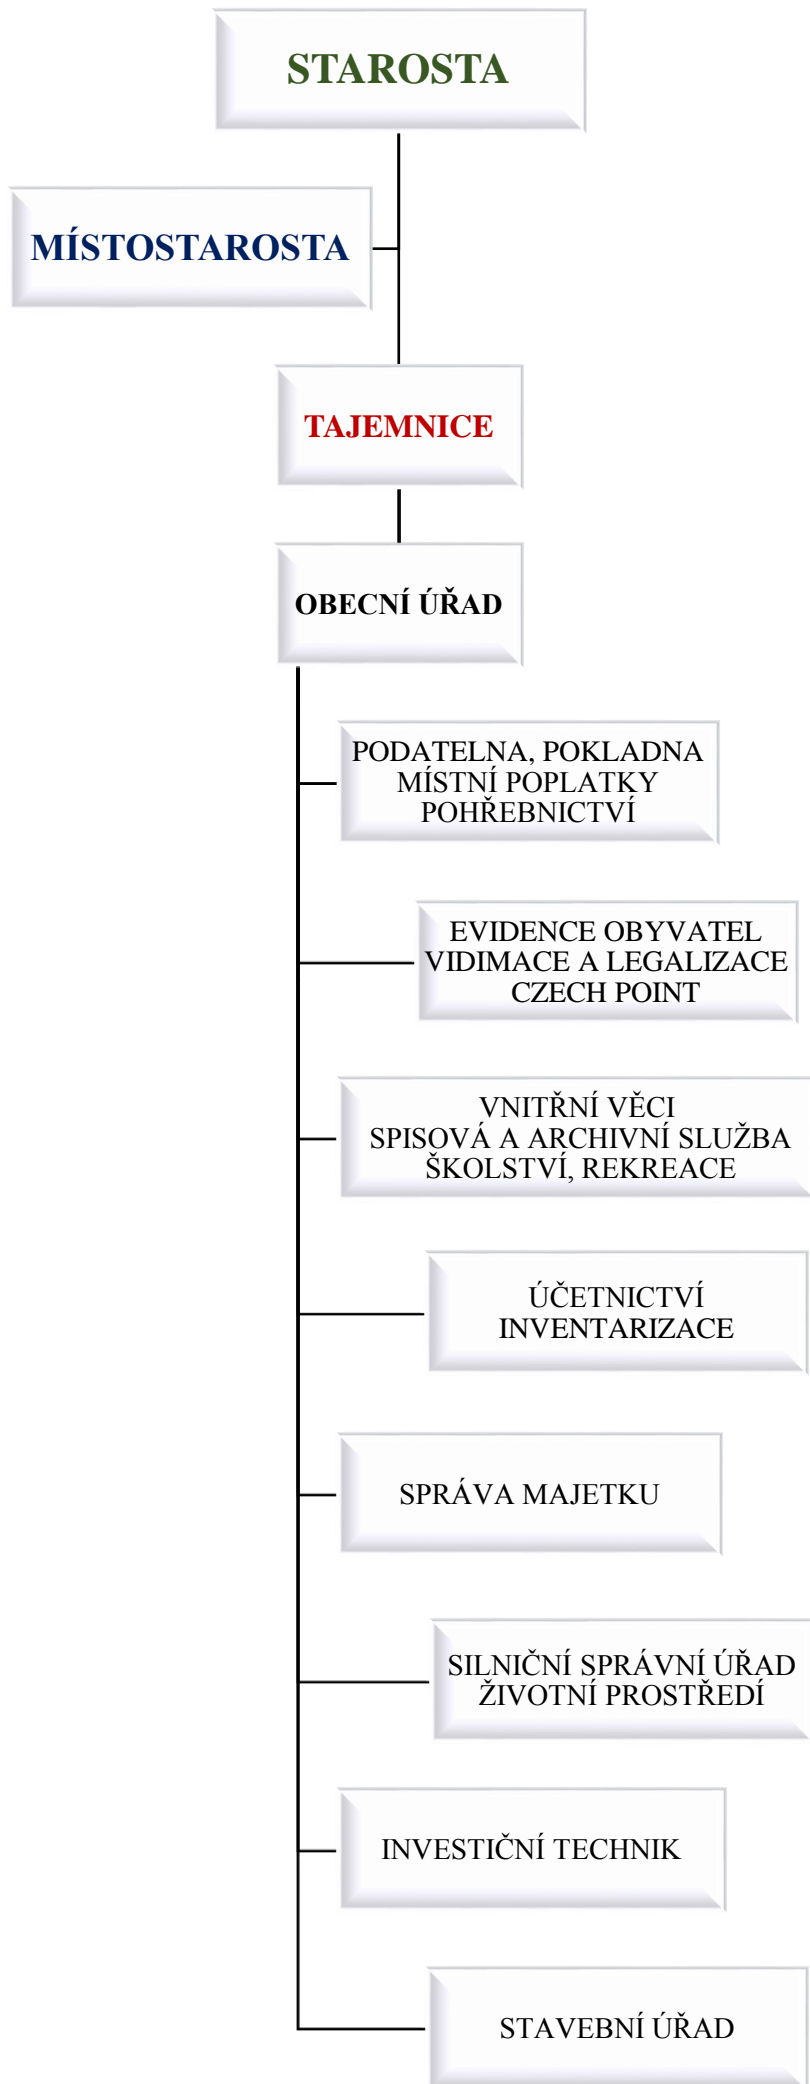 STAROSTA
MÍSTOSTAROSTA
TAJEMNICE
OBECNÍ ÚŘAD
PODATELNA, POKLADNA
MÍSTNÍ POPLATKY
POHŘEBNICTVÍ
EVIDENCE OBYVATEL
VIDIMACE A LEGALIZACE
CZECH POINT
VNITŘNÍ VĚCI
SPISOVÁ A ARCHIVNÍ SLUŽBA
ŠKOLSTVÍ, REKREACE
ÚČETNICTVÍ
INVENTARIZACE
SPRÁVA MAJETKU
SILNIČNÍ SPRÁVNÍ ÚŘAD
ŽIVOTNÍ PROSTŘEDÍ
INVESTIČNÍ TECHNIK
STAVEBNÍ ÚŘAD